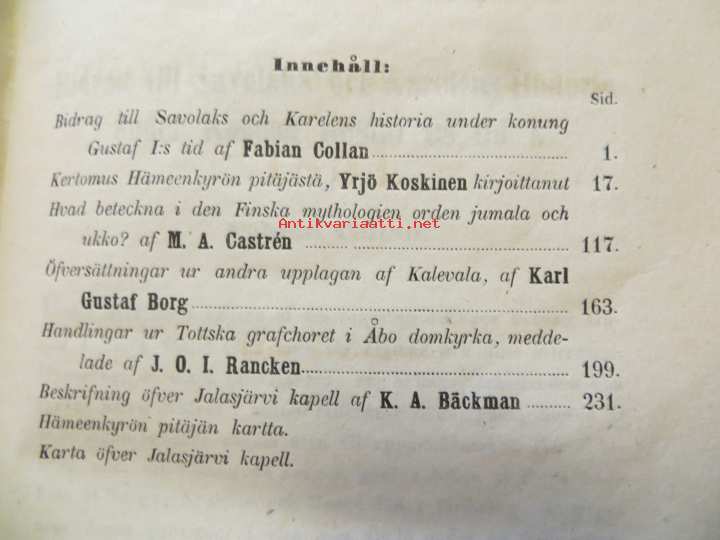 Innehåll:
Sid.
Bidrag till Savolaks och Karelens historia under konung
Gustaf I:s tid af Fabian Collan 1.
Kertomus Hämeenkyrön pitäjästä, Yrjö Koskinen kirjoittanut 17.
Hvad beteckna i den Finska mythologien orden jumala och
Antikvariaatti.net
ukko? af M. A. Castrén 117.
Öfversättningar ur andra upplagan af Kalevala, af Karl
Gustaf Borg 163.
Handlingar ur Tottska grafchoret i Åbo domkyrka, medde-
lade af J. O. I. Rancken 199.
Beskrifning öfver Jalasjärvi kapell af K. A. Bäckman 231.
Hämeenkyrön pitäjän kartta.
Karta öfver Jalasjärvi kapell.